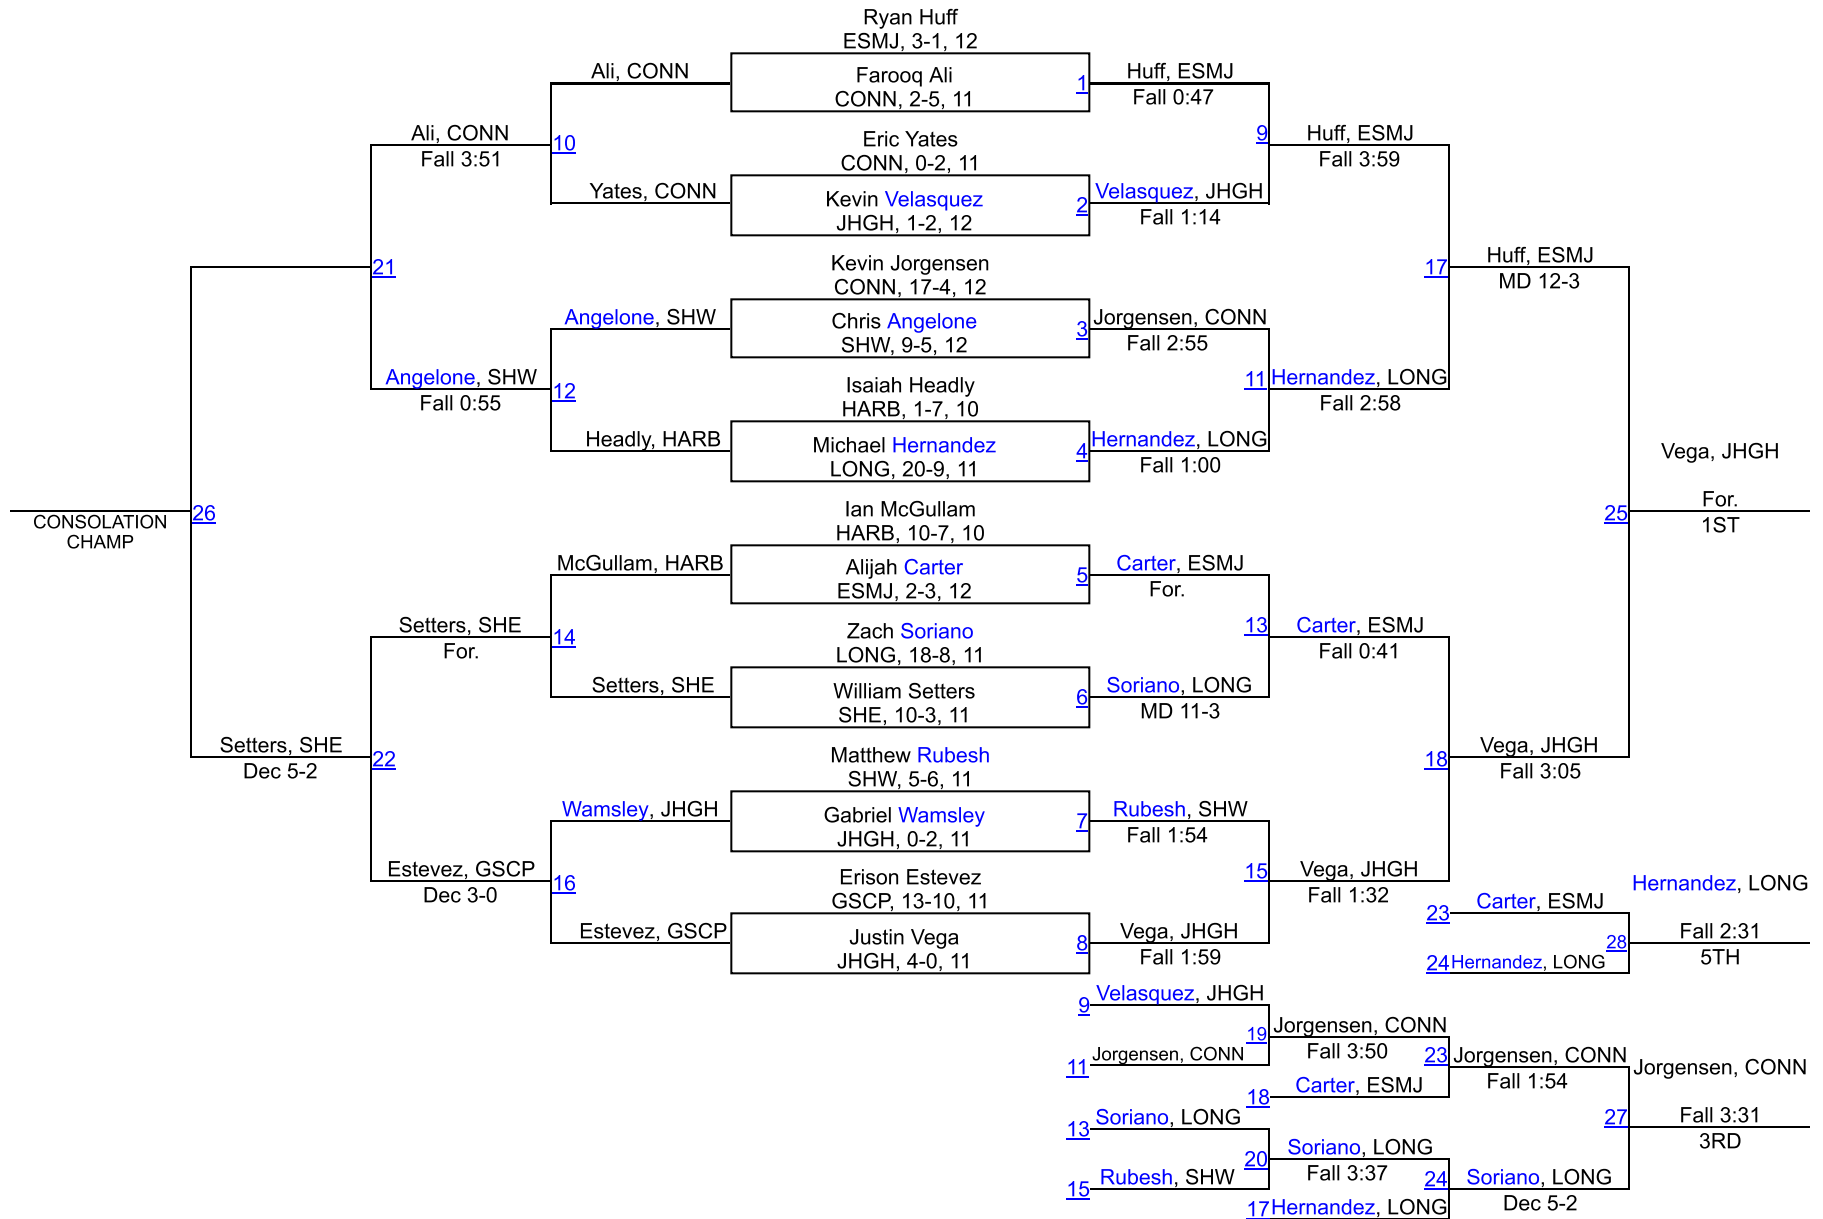 Ryan Huff
ESMJ, 3-1, 12
Ali, CONN
Farooq Ali
CONN, 2-5, 11
1
Huff, ESMJ
Fall 0:47
Ali, CONN
Fall 3:51
10
Eric Yates
CONN, 0-2, 11
9
Huff, ESMJ
Fall 3:59
Yates, CONN
Kevin Velasquez
JHGH, 1-2, 12
2
Velasquez, JHGH
Fall 1:14
21
Kevin Jorgensen
CONN, 17-4, 12
17
Huff, ESMJ
MD 12-3
Angelone, SHW
Chris Angelone
SHW, 9-5, 12
3
Jorgensen, CONN
Fall 2:55
Angelone, SHW
Fall 0:55
12
Isaiah Headly
HARB, 1-7, 10
11
Hernandez, LONG
Fall 2:58
Headly, HARB
Michael Hernandez
LONG, 20-9, 11
4
Hernandez, LONG
Fall 1:00
Vega, JHGH
For.
1ST
25
CONSOLATION
CHAMP
26
Ian McGullam
HARB, 10-7, 10
McGullam, HARB
Alijah Carter
ESMJ, 2-3, 12
5
Carter, ESMJ
For.
Setters, SHE
For.
14
Zach Soriano
LONG, 18-8, 11
13
Carter, ESMJ
Fall 0:41
Setters, SHE
William Setters
SHE, 10-3, 11
6
Soriano, LONG
MD 11-3
Setters, SHE
Dec 5-2
22
Matthew Rubesh
SHW, 5-6, 11
18
Vega, JHGH
Fall 3:05
Wamsley, JHGH
Gabriel Wamsley
JHGH, 0-2, 11
7
Rubesh, SHW
Fall 1:54
Estevez, GSCP
Dec 3-0
16
Erison Estevez
GSCP, 13-10, 11
15
Vega, JHGH
Fall 1:32
Estevez, GSCP
Justin Vega
JHGH, 4-0, 11
8
Vega, JHGH
Fall 1:59
23
Carter, ESMJ
Hernandez, LONG
28
Fall 2:31
5TH
24
Hernandez, LONG
9
Velasquez, JHGH
19
Jorgensen, CONN
Fall 3:50
11
Jorgensen, CONN
23
Jorgensen, CONN
Fall 1:54
18
Carter, ESMJ
Jorgensen, CONN
27
Fall 3:31
3RD
13
Soriano, LONG
20
Soriano, LONG
Fall 3:37
15
Rubesh, SHW
24
Soriano, LONG
Dec 5-2
17
Hernandez, LONG